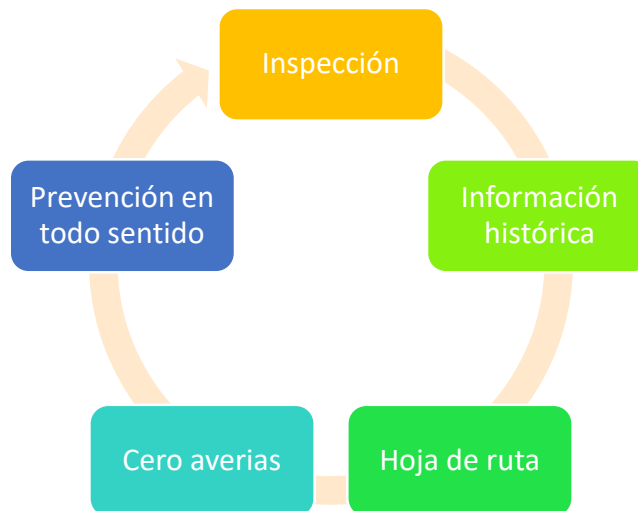 Inspección
Información
histórica
Hoja de ruta
Cero averias
Prevención en
todo sentido